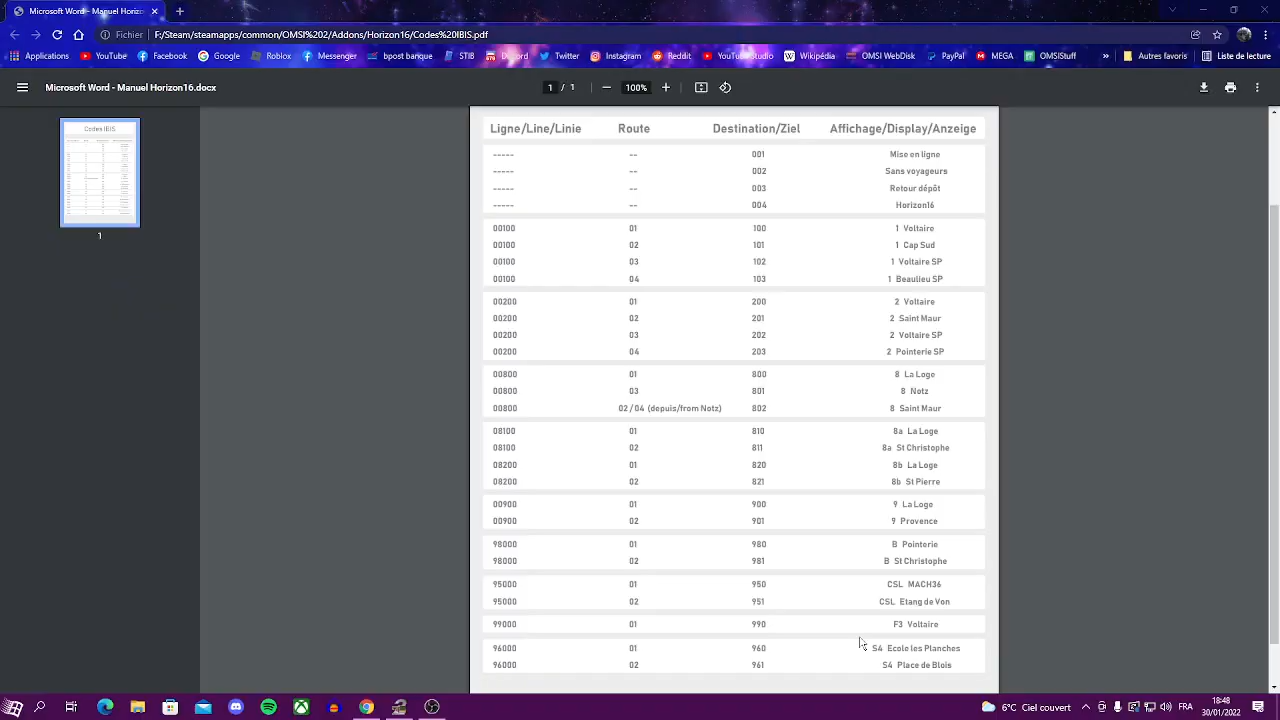 Microsoft Word - Manuel Horizon
Fichier F:/Steam/steamapps/common/OMSI%202/Addons/Horizon16/Codes%20IBIS.pdf
Applications YouTube Facebook Google Roblox Messenger bpost banque STIB Discord Twitter Instagram Reddit YouTube Studio Wikipédia OMSI WebDisk PayPal MEGA OMSIStuff » Autres favoris Liste de lecture
Microsoft Word - Manual Horizon16.docx 1 / 1 100%
Codes IBIS
1
Ligne/Line/Linie Route Destination/Ziel Affichage/Display/Anzeige
----- -- 001 Mise en ligne
----- -- 002 Sans voyageurs
----- -- 003 Retour dépôt
----- -- 004 Horizon16
00100 01 100 1 Voltaire
00100 02 101 1 Cap Sud
00100 03 102 1 Voltaire SP
00100 04 103 1 Beaulieu SP
00200 01 200 2 Voltaire
00200 02 201 2 Saint Maur
00200 03 202 2 Voltaire SP
00200 04 203 2 Pointerie SP
00800 01 800 8 La Loge
00800 03 801 8 Notz
00800 02 / 04 (depuis/from Notz) 802 8 Saint Maur
08100 01 810 8a La Loge
08100 02 811 8a St Christophe
08200 01 820 8b La Loge
08200 02 821 8b St Pierre
00900 01 900 9 La Loge
00900 02 901 9 Provence
98000 01 980 B Pointerie
98000 02 981 B St Christophe
95000 01 950 CSL MACH36
95000 02 951 CSL Etang de Von
99000 01 990 F3 Voltaire
96000 01 960 S4 Ecole les Planches
96000 02 961 S4 Place de Blois
5°C Ciel couvert FRA 18:48
30/01/2022